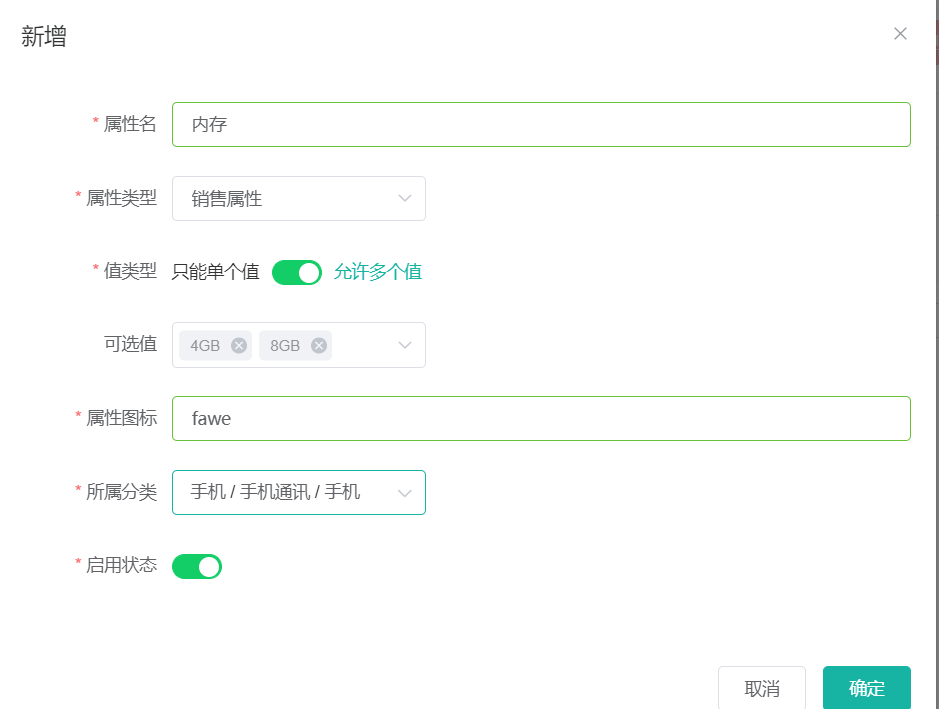 新增
* 属性名 内存
* 属性类型 销售属性
* 值类型 只能单个值 允许多个值
可选值 4GB 8GB
* 属性图标 fawe
* 所属分类 手机 / 手机通讯 / 手机
* 启用状态
取消 确定